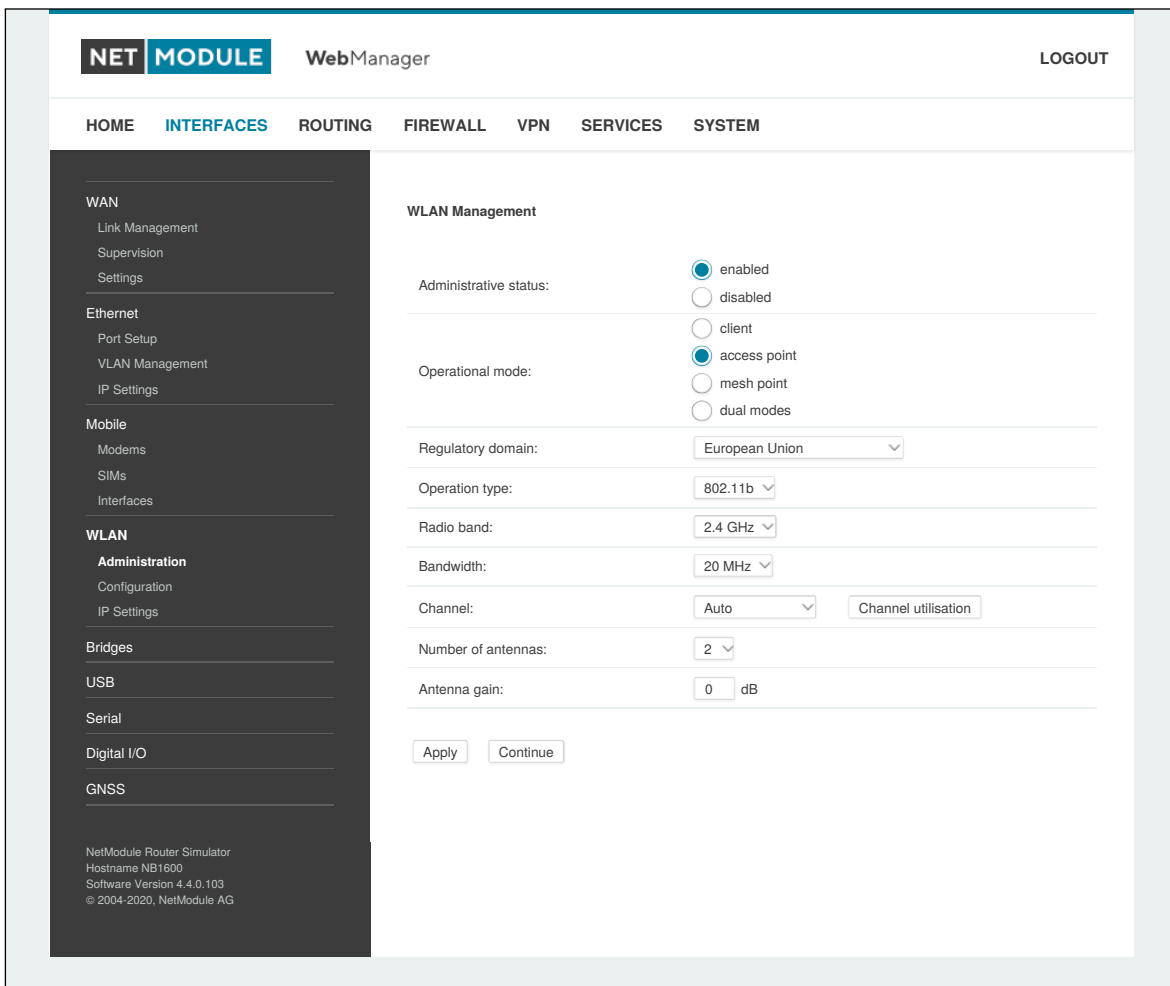 NET MODULE WebManager LOGOUT
HOME INTERFACES ROUTING FIREWALL VPN SERVICES SYSTEM
WAN
Link Management
Supervision
Settings
Ethernet
Port Setup
VLAN Management
IP Settings
Mobile
Modems
SIMs
Interfaces
WLAN
Administration
Configuration
IP Settings
Bridges
USB
Serial
Digital I/O
GNSS
NetModule Router Simulator
Hostname NB1600
Software Version 4.4.0.103
© 2004-2020, NetModule AG
WLAN Management
Administrative status:
enabled
disabled
Operational mode:
client
access point
mesh point
dual modes
Regulatory domain: European Union
Operation type: 802.11b
Radio band: 2.4 GHz
Bandwidth: 20 MHz
Channel: Auto Channel utilisation
Number of antennas: 2
Antenna gain: 0 dB
Apply Continue